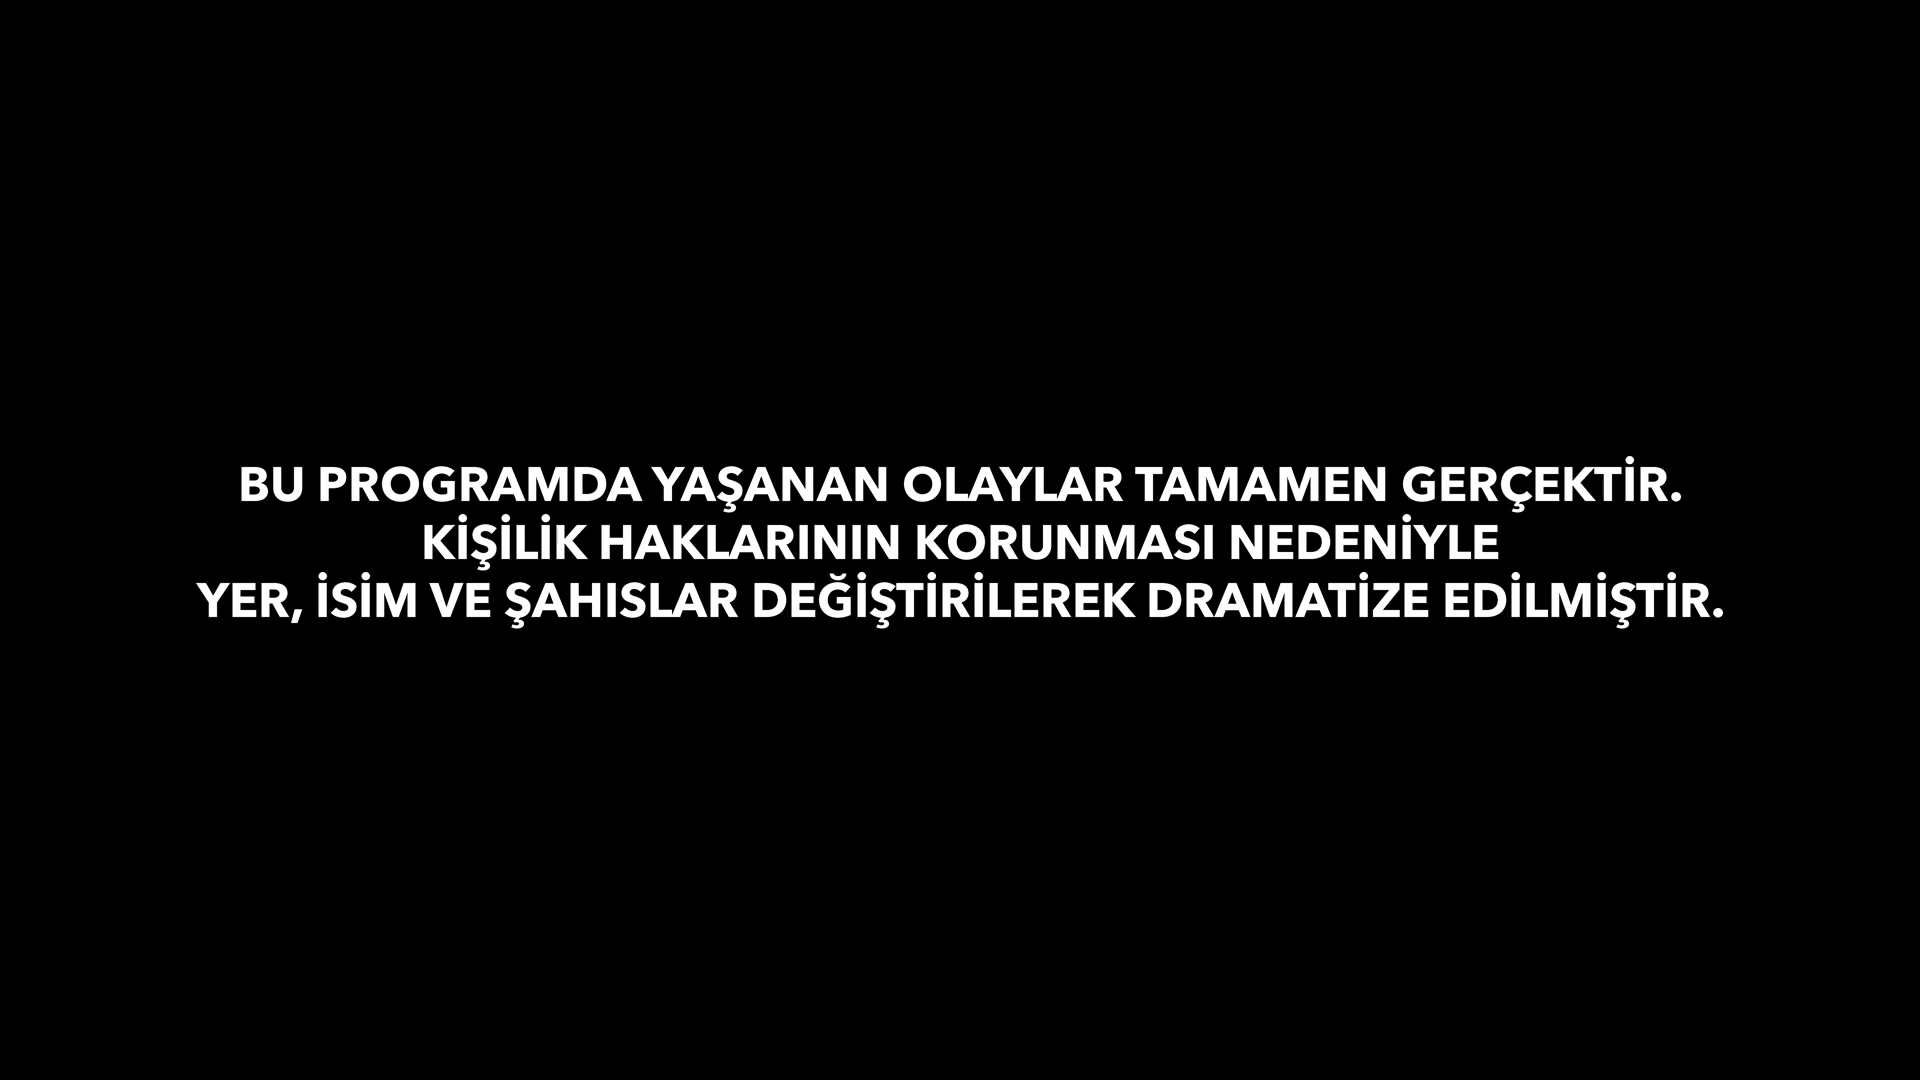 BU PROGRAMDA YAŞANAN OLAYLAR TAMAMEN GERÇEKTİR.
KİŞİLİK HAKLARININ KORUNMASI NEDENİYLE
YER, İSİM VE ŞAHISLAR DEĞİŞTİRİLEREK DRAMATİZE EDİLMİŞTİR.